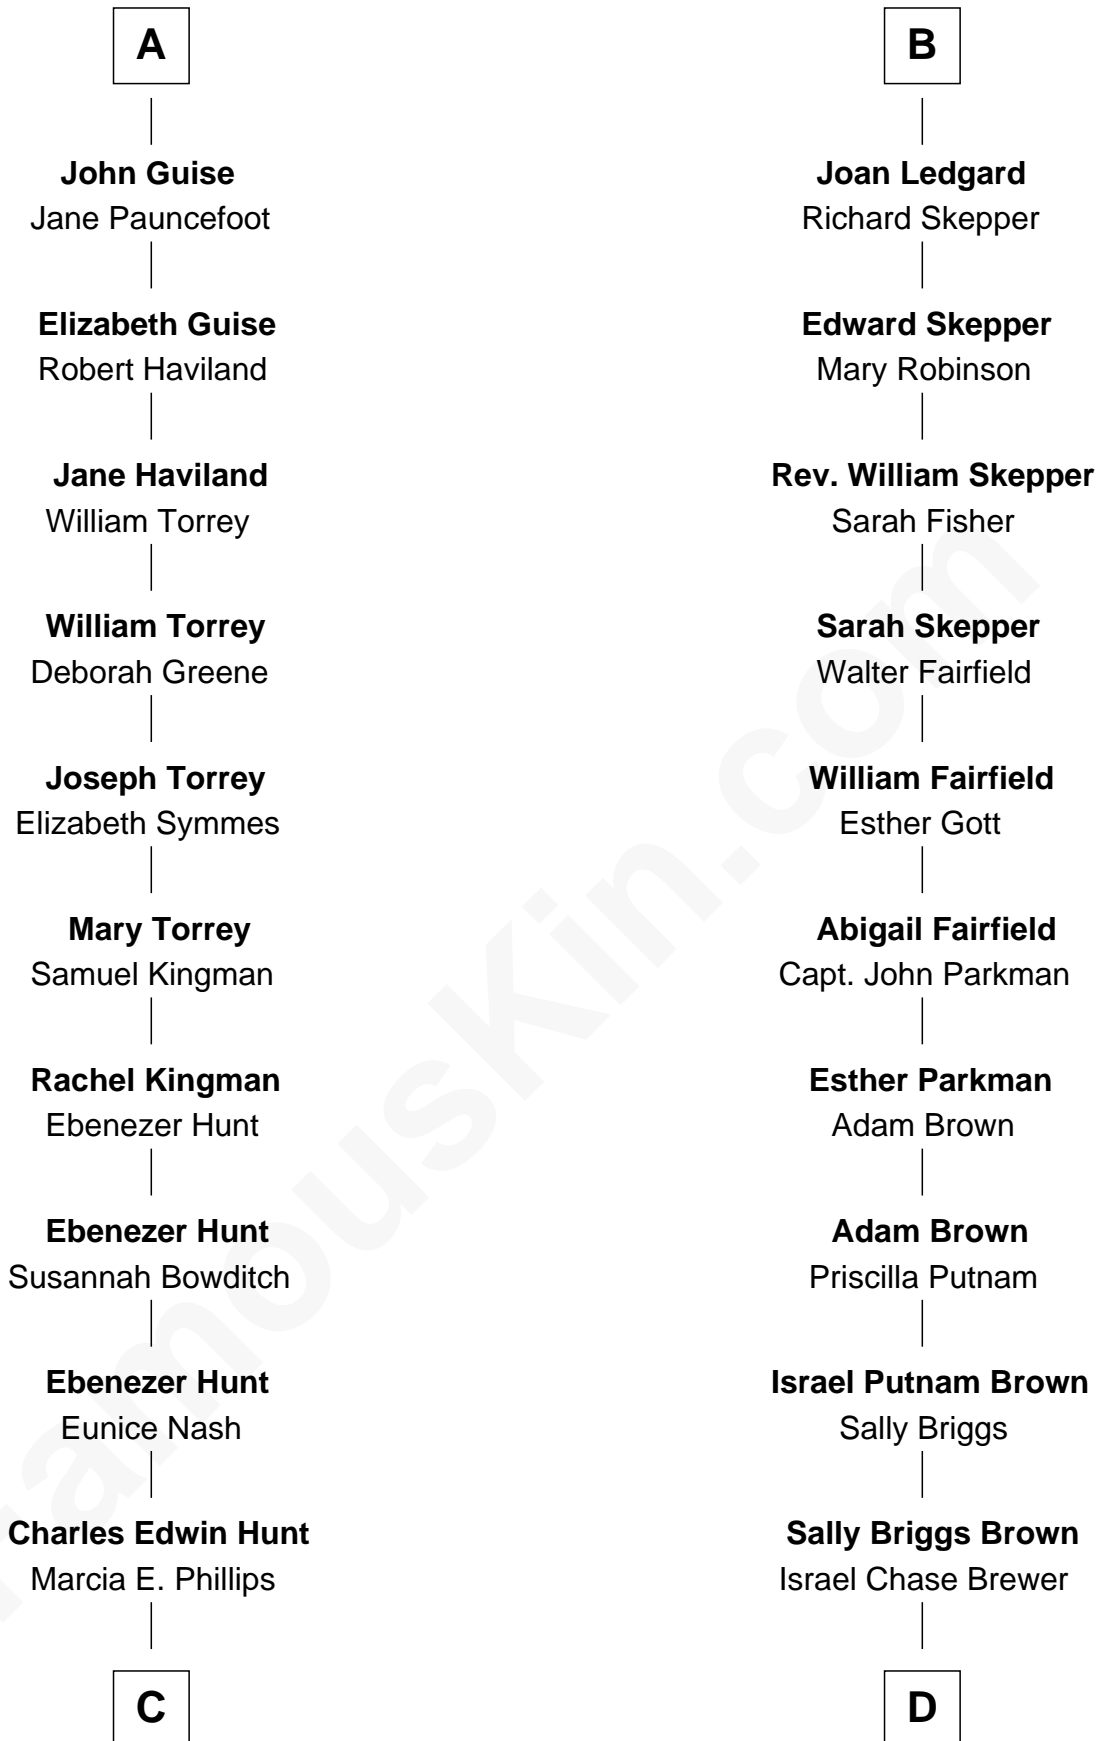 A
John Guise
Jane Pauncefoot
Elizabeth Guise
Robert Haviland
Jane Haviland
William Torrey
William Torrey
Deborah Greene
Joseph Torrey
Elizabeth Symmes
Mary Torrey
Samuel Kingman
Rachel Kingman
Ebenezer Hunt
Ebenezer Hunt
Susannah Bowditch
Ebenezer Hunt
Eunice Nash
Charles Edwin Hunt
Marcia E. Phillips
C
B
Joan Ledgard
Richard Skepper
Edward Skepper
Mary Robinson
Rev. William Skepper
Sarah Fisher
Sarah Skepper
Walter Fairfield
William Fairfield
Esther Gott
Abigail Fairfield
Capt. John Parkman
Esther Parkman
Adam Brown
Adam Brown
Priscilla Putnam
Israel Putnam Brown
Sally Briggs
Sally Briggs Brown
Israel Chase Brewer
D
FamousKin.com